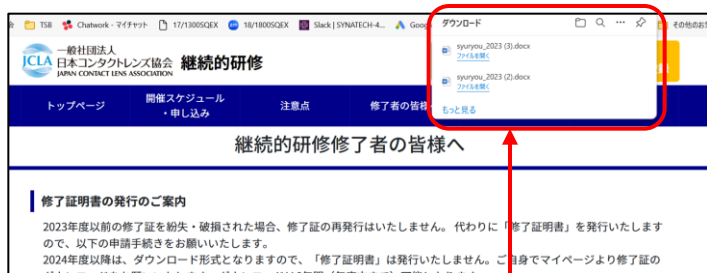 TSB
Chatwork - マイチャット
17/1300SQEX
18/1800SQEX
Slack | SYNATECH-4...
Goog
その他のお
ダウンロード
syuryou_2023 (3).docx
ファイルを開く
syuryou_2023 (2).docx
ファイルを開く
もっと見る
JCLA
一般社団法人
日本コンタクトレンズ協会
JAPAN CONTACT LENS ASSOCIATION
継続的研修
トップページ
開催スケジュール
・申し込み
注意点
修了者の皆様
継続的研修修了者の皆様へ
修了証明書の発行のご案内
2023年度以前の修了証を紛失・破損された場合、修了証の再発行はいたしません。 代わりに「修了証明書」を発行いたします
ので、以下の申請手続きをお願いいたします。
2024年度以降は、ダウンロード形式となりますので、「修了証明書」は発行いたしません。ご自身でマイページより修了証の